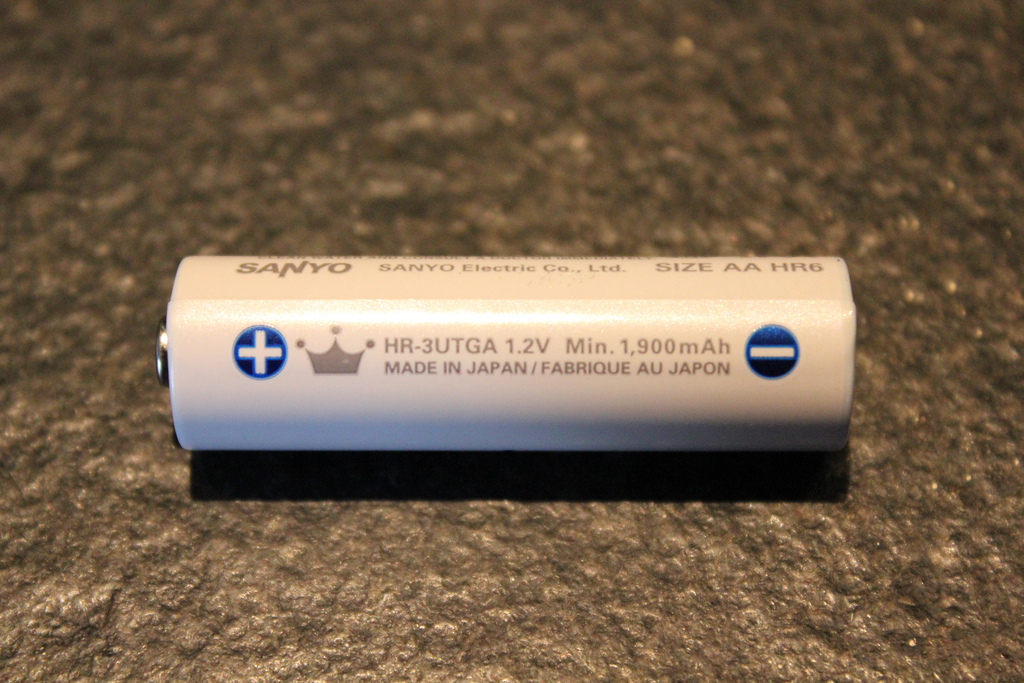 SANYO SANYO Electric Co., Ltd. SIZE AA HR6
HR-3UTGA 1.2V Min. 1,900mAh
MADE IN JAPAN / FABRIQUE AU JAPON